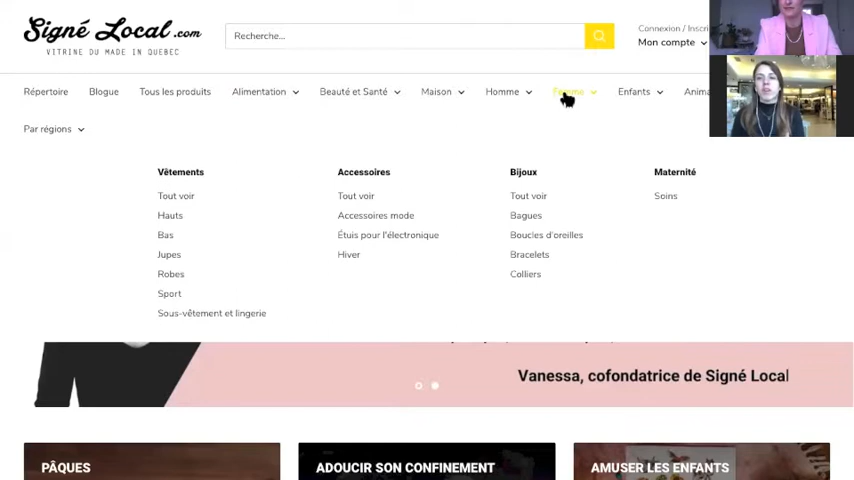 Signé Local.com
VITRINE DU MADE IN QUEBEC
Recherche...
Connexion / Inscri
Mon compte
Répertoire
Blogue
Tous les produits
Alimentation
Beauté et Santé
Maison
Homme
Femme
Enfants
Anima
Par régions
Vêtements
Tout voir
Hauts
Bas
Jupes
Robes
Sport
Sous-vêtement et lingerie
Accessoires
Tout voir
Accessoires mode
Étuis pour l'électronique
Hiver
Bijoux
Tout voir
Bagues
Boucles d'oreilles
Bracelets
Colliers
Maternité
Soins
Vanessa, cofondatrice de Signé Local
PÂQUES
ADOUCIR SON CONFINEMENT
AMUSER LES ENFANTS